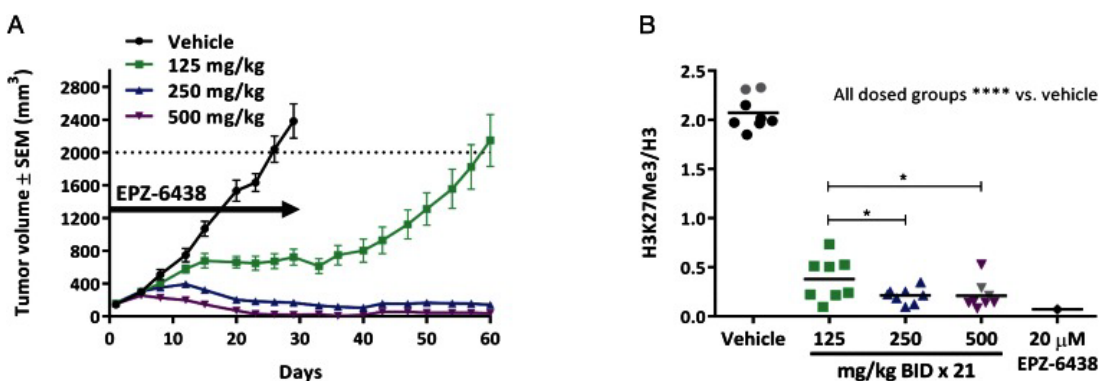 A
Vehicle
125 mg/kg
250 mg/kg
500 mg/kg
Tumor volume ± SEM (mm³)
2800
2400
2000
1600
1200
800
400
0
EPZ-6438
0 10 20 30 40 50 60
Days
B
H3K27Me3/H3
2.5
2.0
1.5
1.0
0.5
0.0
All dosed groups **** vs. vehicle
*
*
Vehicle 125 250 500 20 µM
EPZ-6438
mg/kg BID x 21